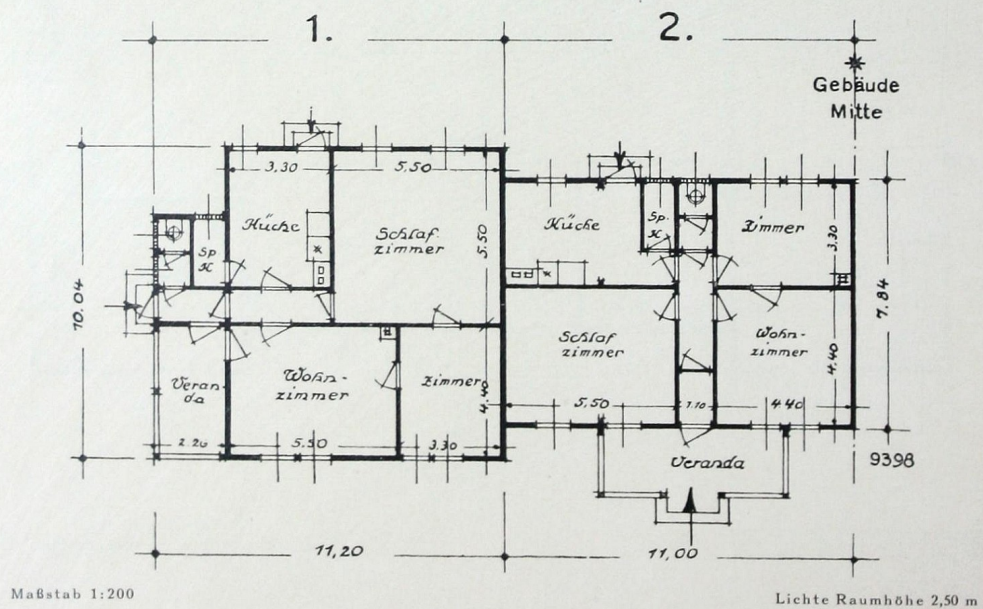 1.
2.
Gebäude
Mitte
3,30
5,50
Küche
Sp
K
Schlaf
zimmer
5.50
10.04
Küche
Sp.
K
Zimmer
3.30
7.84
Veran-
da
Wohn-
zimmer
Zimmer
4.40
Schlaf
zimmer
Wohn-
zimmer
4.40
5,50
1.10
4.40
2.20
5.50
3.30
Veranda
9398
11,20
11,00
Maßstab 1:200
Lichte Raumhöhe 2,50 m